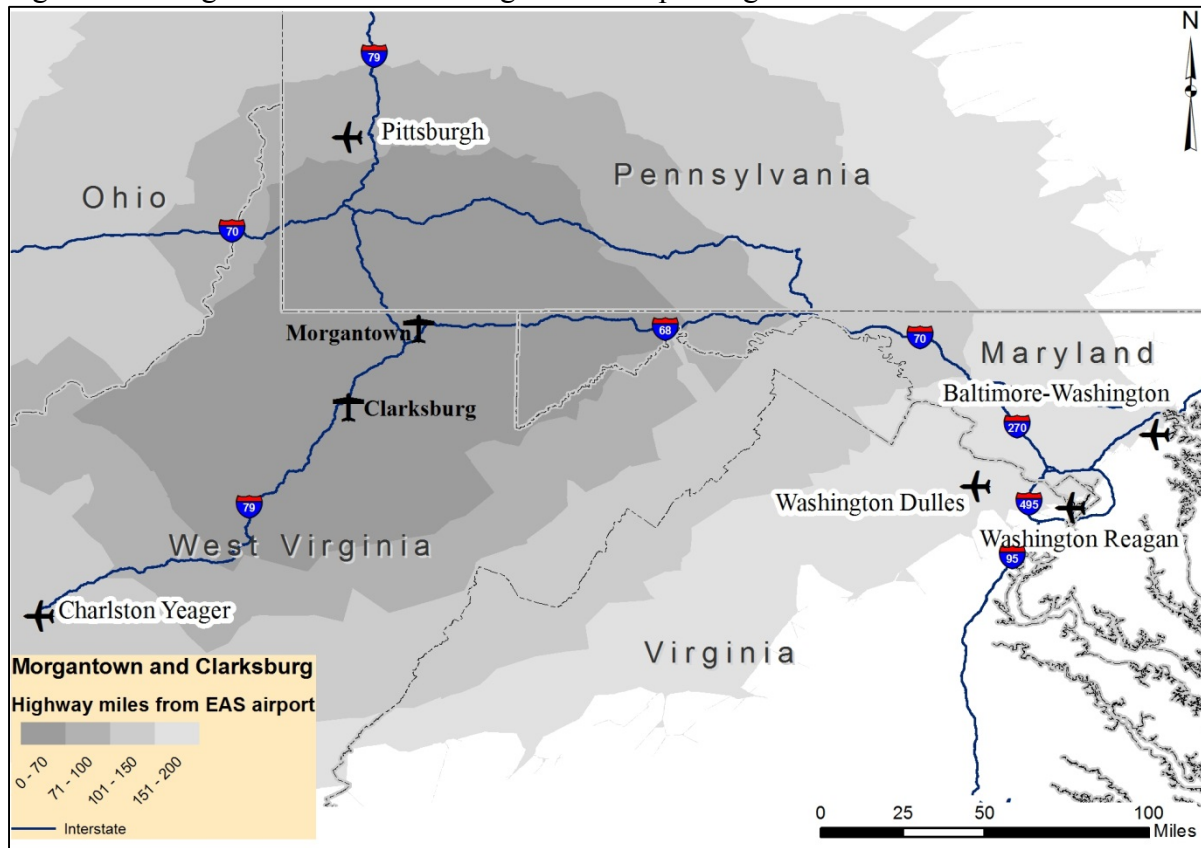 N
79
Pittsburgh
Ohio
Pennsylvania
70
Morgantown
68
70
Maryland
Baltimore-Washington
Clarksburg
270
Washington Dulles
495
79
Washington Reagan
West Virginia
95
Charlston Yeager
Virginia
Morgantown and Clarksburg
Highway miles from EAS airport
0 - 70
71 - 100
101 - 150
151 - 200
Interstate
0 25 50 100
Miles